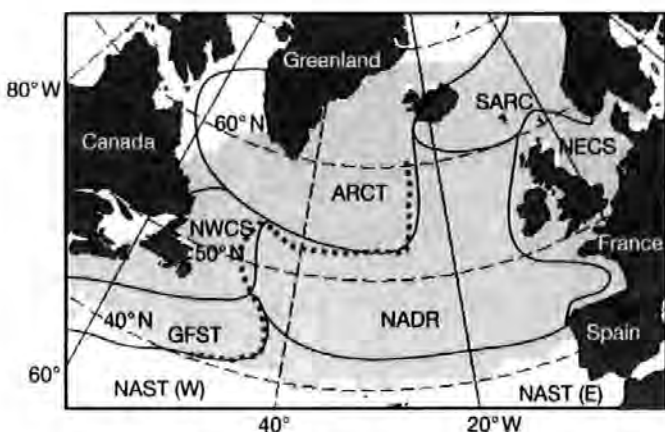 Greenland
80°W
SARC
60°N
Canada
NECS
ARCT
NWCS
50°N
France
40°N
GFST
NADR
Spain
60°
NAST (W)
NAST (E)
40°
20°W